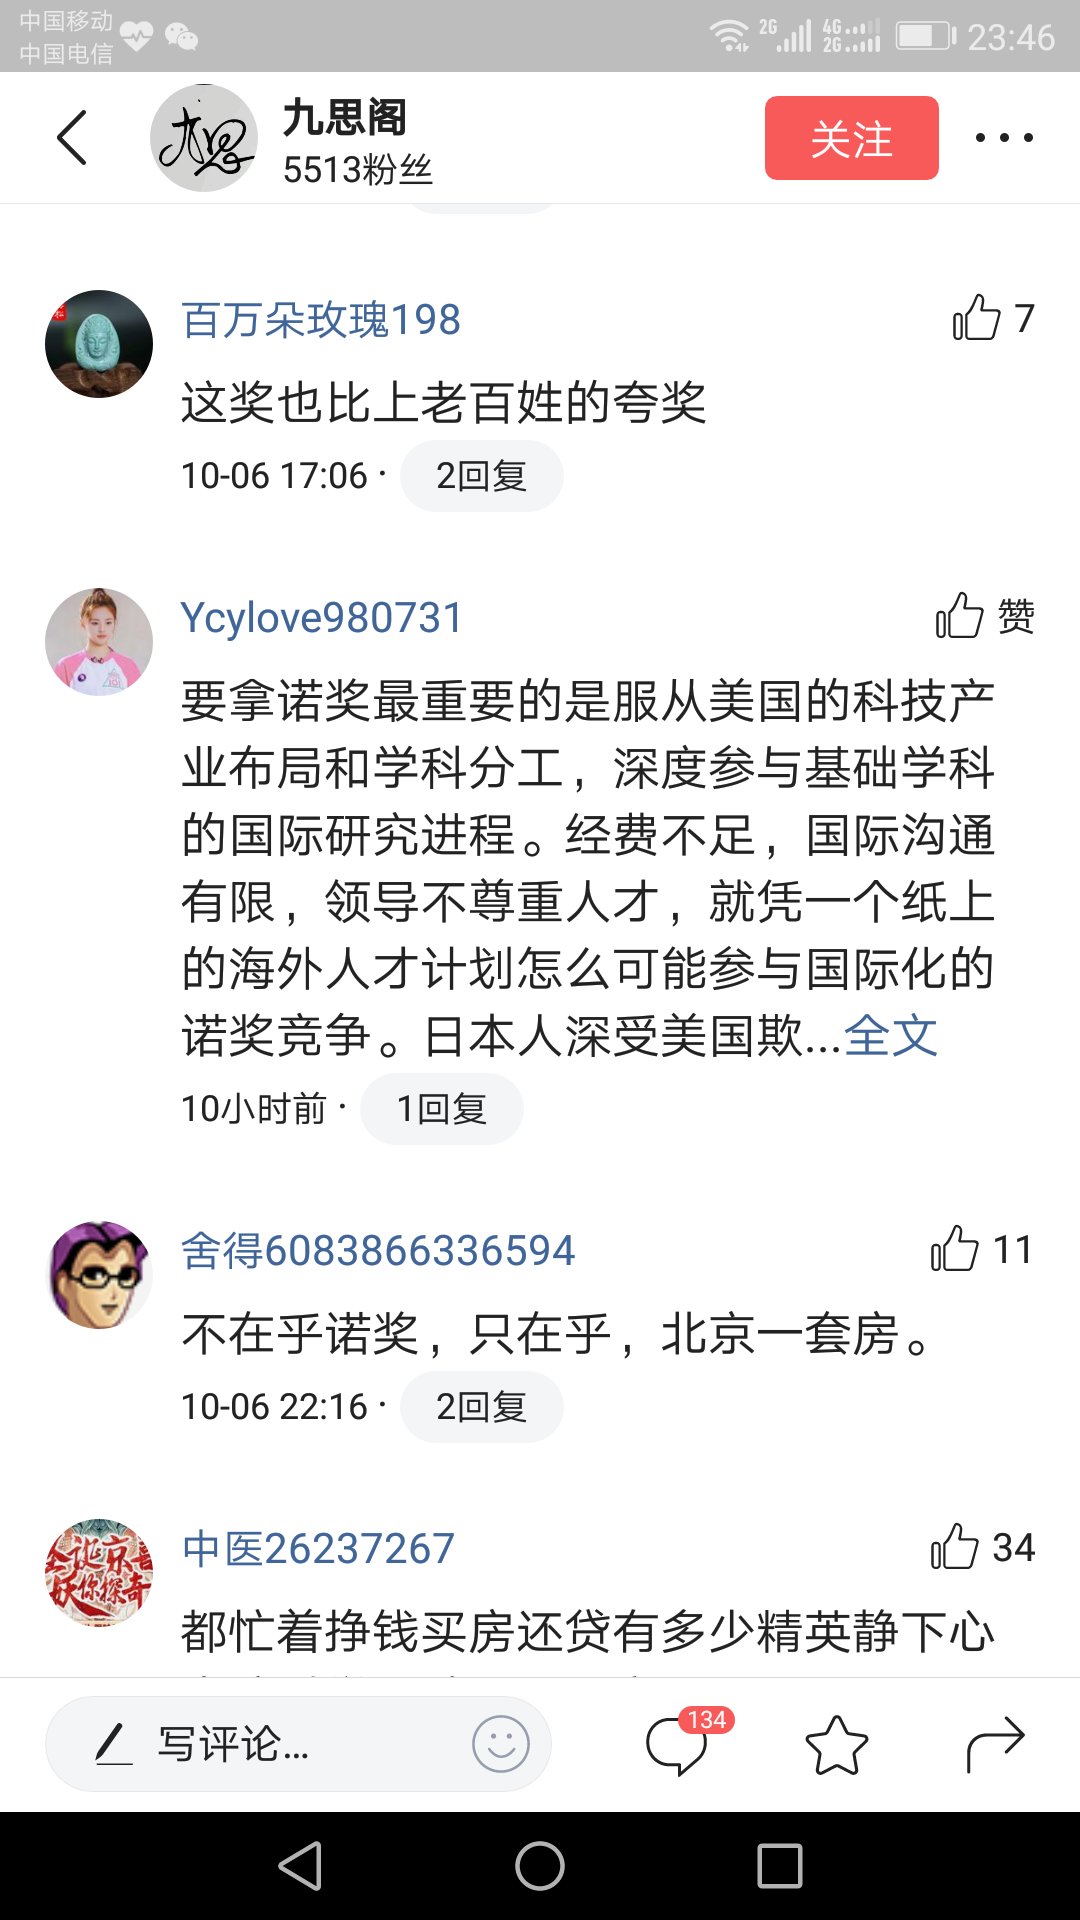 中国移动
中国电信
2G
4G
2G
23:46
九思阁
5513粉丝
关注
百万朵玫瑰198
7
这奖也比上老百姓的夸奖
10-06 17:06 · 2回复
Ycylove980731
赞
要拿诺奖最重要的是服从美国的科技产
业布局和学科分工，深度参与基础学科
的国际研究进程。经费不足，国际沟通
有限，领导不尊重人才，就凭一个纸上
的海外人才计划怎么可能参与国际化的
诺奖竞争。日本人深受美国欺...全文
10小时前 · 1回复
舍得6083866336594
11
不在乎诺奖，只在乎，北京一套房。
10-06 22:16 · 2回复
全诞京
妖你探奇
中医26237267
34
都忙着挣钱买房还贷有多少精英静下心
写评论...
134